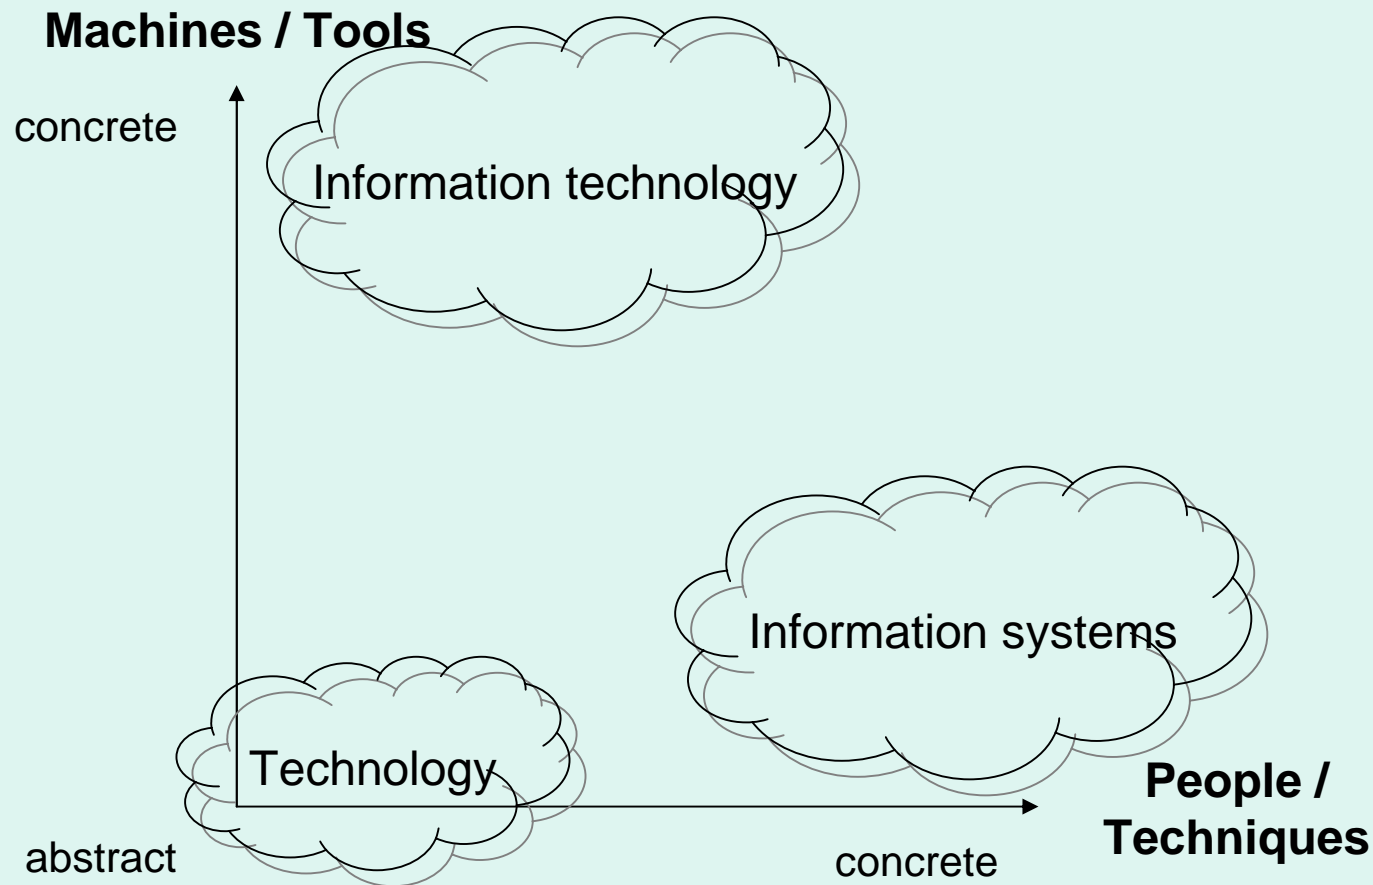 Machines / Tools
concrete
Information technology
Information systems
Technology
People /
Techniques
abstract
concrete